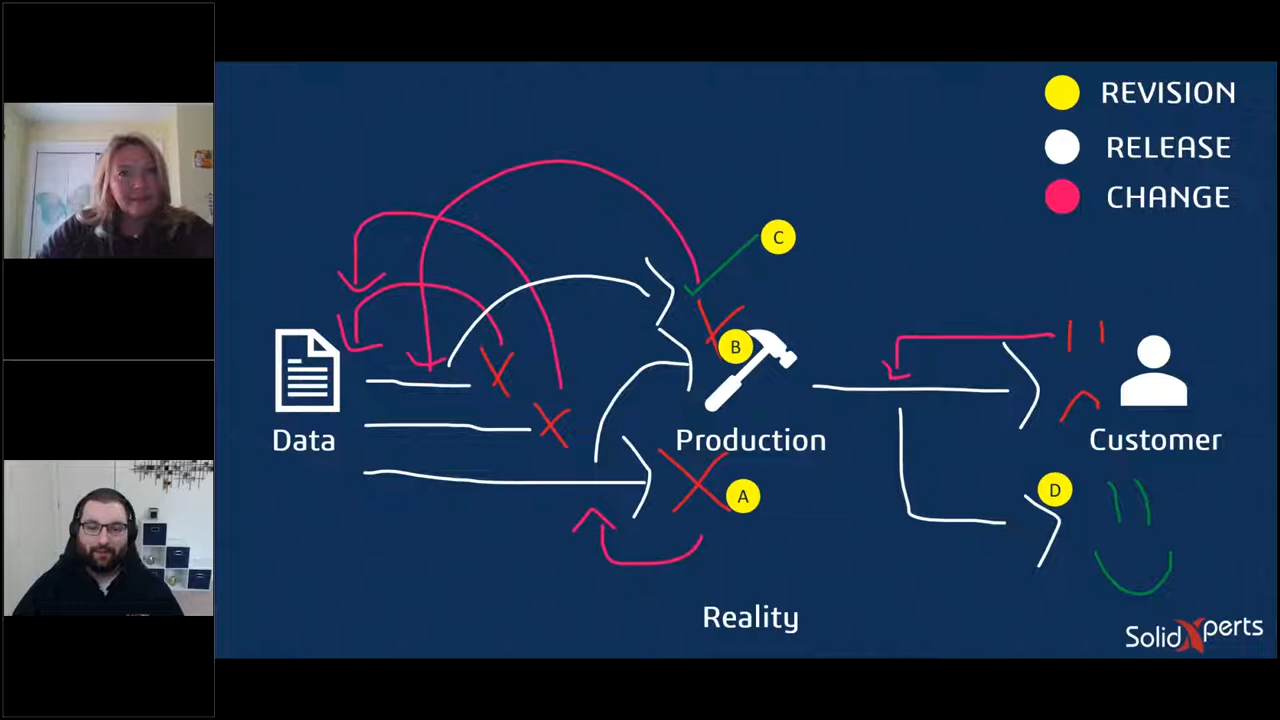 REVISION
RELEASE
CHANGE
C
B
Data
Production
Customer
A
D
Reality
SolidXperts